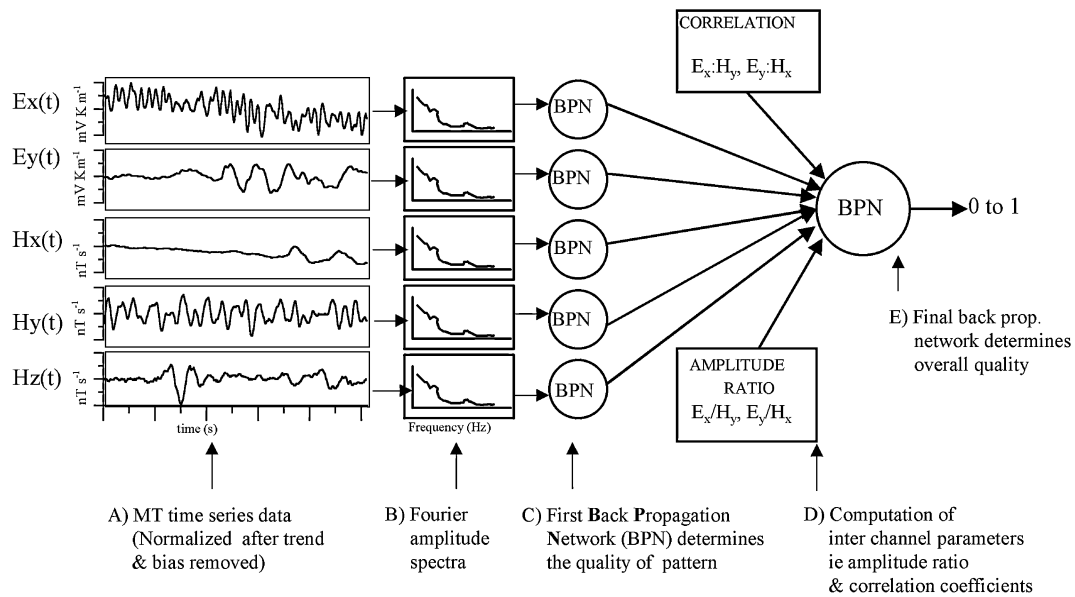 CORRELATION
Ex:Hy, Ey:Hx
Ex(t)
mV K.m⁻¹
BPN
Ey(t)
mV Km⁻¹
BPN
BPN
0 to 1
Hx(t)
nT s⁻¹
BPN
Hy(t)
nT s⁻¹
BPN
Hz(t)
nT s⁻¹
BPN
AMPLITUDE
RATIO
Ex/Hy, Ey/Hx
time (s)
Frequency (Hz)
E) Final back prop.
network determines
overall quality
A) MT time series data
(Normalized after trend
& bias removed)
B) Fourier
amplitude
spectra
C) First Back Propagation
Network (BPN) determines
the quality of pattern
D) Computation of
inter channel parameters
ie amplitude ratio
& correlation coefficients